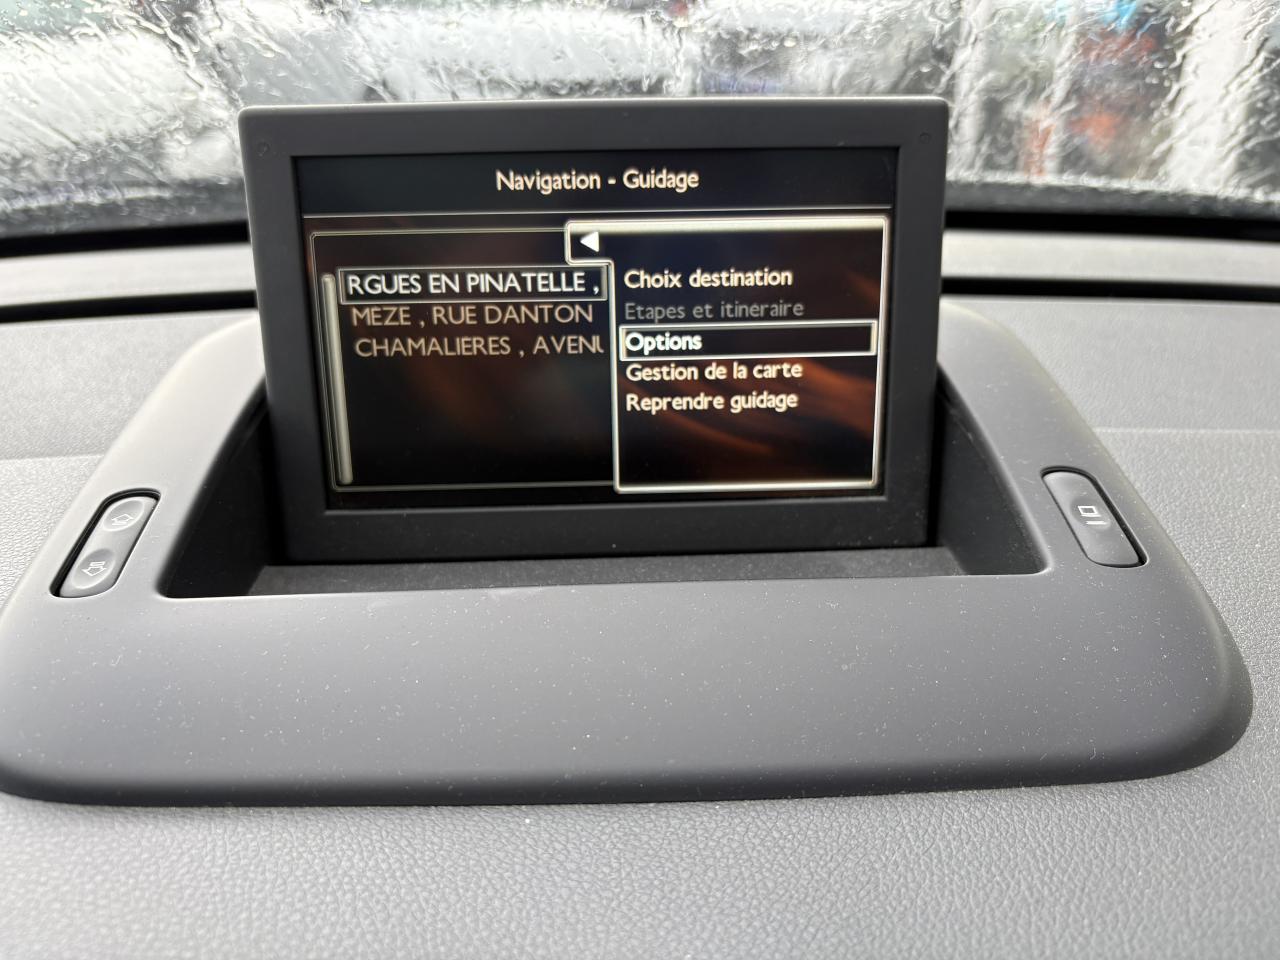 Navigation - Guidage
RGUES EN PINATELLE ,
MEZE , RUE DANTON
CHAMALIERES , AVENU
Choix destination
Etapes et itinéraire
Options
Gestion de la carte
Reprendre guidage